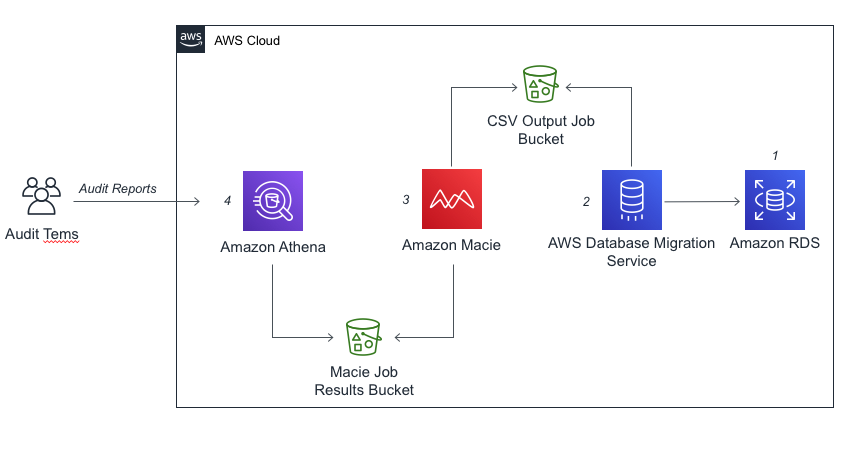 aws
AWS Cloud
CSV Output Job
Bucket
1
Audit Reports
4
3
2
Audit Tems
Amazon Athena
Amazon Macie
AWS Database Migration
Service
Amazon RDS
Macie Job
Results Bucket